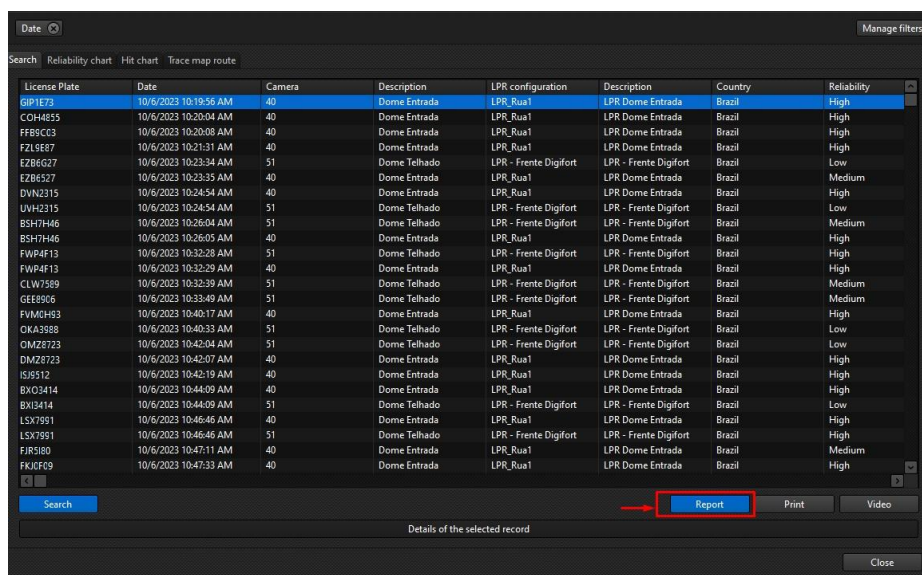 Date
Manage filters
Search Reliability chart Hit chart Trace map route
License Plate Date Camera Description LPR configuration Description Country Reliability
GIP1E73 10/6/2023 10:19:56 AM 40 Dome Entrada LPR_Rua1 LPR Dome Entrada Brazil High
COH4855 10/6/2023 10:20:04 AM 40 Dome Entrada LPR_Rua1 LPR Dome Entrada Brazil High
FFB9C03 10/6/2023 10:20:08 AM 40 Dome Entrada LPR_Rua1 LPR Dome Entrada Brazil High
FZL9E87 10/6/2023 10:21:31 AM 40 Dome Entrada LPR_Rua1 LPR Dome Entrada Brazil High
EZB6G27 10/6/2023 10:23:34 AM 51 Dome Telhado LPR - Frente Digifort LPR - Frente Digifort Brazil Low
EZB6527 10/6/2023 10:23:35 AM 40 Dome Entrada LPR_Rua1 LPR Dome Entrada Brazil Medium
DVN2315 10/6/2023 10:24:54 AM 40 Dome Entrada LPR_Rua1 LPR Dome Entrada Brazil High
UVH2315 10/6/2023 10:24:54 AM 51 Dome Telhado LPR - Frente Digifort LPR - Frente Digifort Brazil Low
BSH7H46 10/6/2023 10:26:04 AM 51 Dome Telhado LPR - Frente Digifort LPR - Frente Digifort Brazil Medium
BSH7H46 10/6/2023 10:26:05 AM 40 Dome Entrada LPR_Rua1 LPR Dome Entrada Brazil High
FWP4F13 10/6/2023 10:32:28 AM 51 Dome Telhado LPR - Frente Digifort LPR - Frente Digifort Brazil High
FWP4F13 10/6/2023 10:32:29 AM 40 Dome Entrada LPR_Rua1 LPR Dome Entrada Brazil High
CLW7589 10/6/2023 10:32:39 AM 51 Dome Telhado LPR - Frente Digifort LPR - Frente Digifort Brazil Medium
GEE8906 10/6/2023 10:33:49 AM 51 Dome Telhado LPR - Frente Digifort LPR - Frente Digifort Brazil Medium
FVM0H93 10/6/2023 10:40:17 AM 40 Dome Entrada LPR_Rua1 LPR Dome Entrada Brazil High
OKA3988 10/6/2023 10:40:33 AM 51 Dome Telhado LPR - Frente Digifort LPR - Frente Digifort Brazil Low
OMZ8723 10/6/2023 10:42:04 AM 51 Dome Telhado LPR - Frente Digifort LPR - Frente Digifort Brazil Low
DMZ8723 10/6/2023 10:42:07 AM 40 Dome Entrada LPR_Rua1 LPR Dome Entrada Brazil High
ISJ9512 10/6/2023 10:42:19 AM 40 Dome Entrada LPR_Rua1 LPR Dome Entrada Brazil High
BXO3414 10/6/2023 10:44:09 AM 40 Dome Entrada LPR_Rua1 LPR Dome Entrada Brazil High
BXI3414 10/6/2023 10:44:09 AM 51 Dome Telhado LPR - Frente Digifort LPR - Frente Digifort Brazil Low
LSX7991 10/6/2023 10:46:46 AM 40 Dome Entrada LPR_Rua1 LPR Dome Entrada Brazil High
LSX7991 10/6/2023 10:46:46 AM 51 Dome Telhado LPR - Frente Digifort LPR - Frente Digifort Brazil High
FJR5I80 10/6/2023 10:47:11 AM 40 Dome Entrada LPR_Rua1 LPR Dome Entrada Brazil Medium
FKJ0F09 10/6/2023 10:47:33 AM 40 Dome Entrada LPR_Rua1 LPR Dome Entrada Brazil High
Search Report Print Video
Details of the selected record
Close